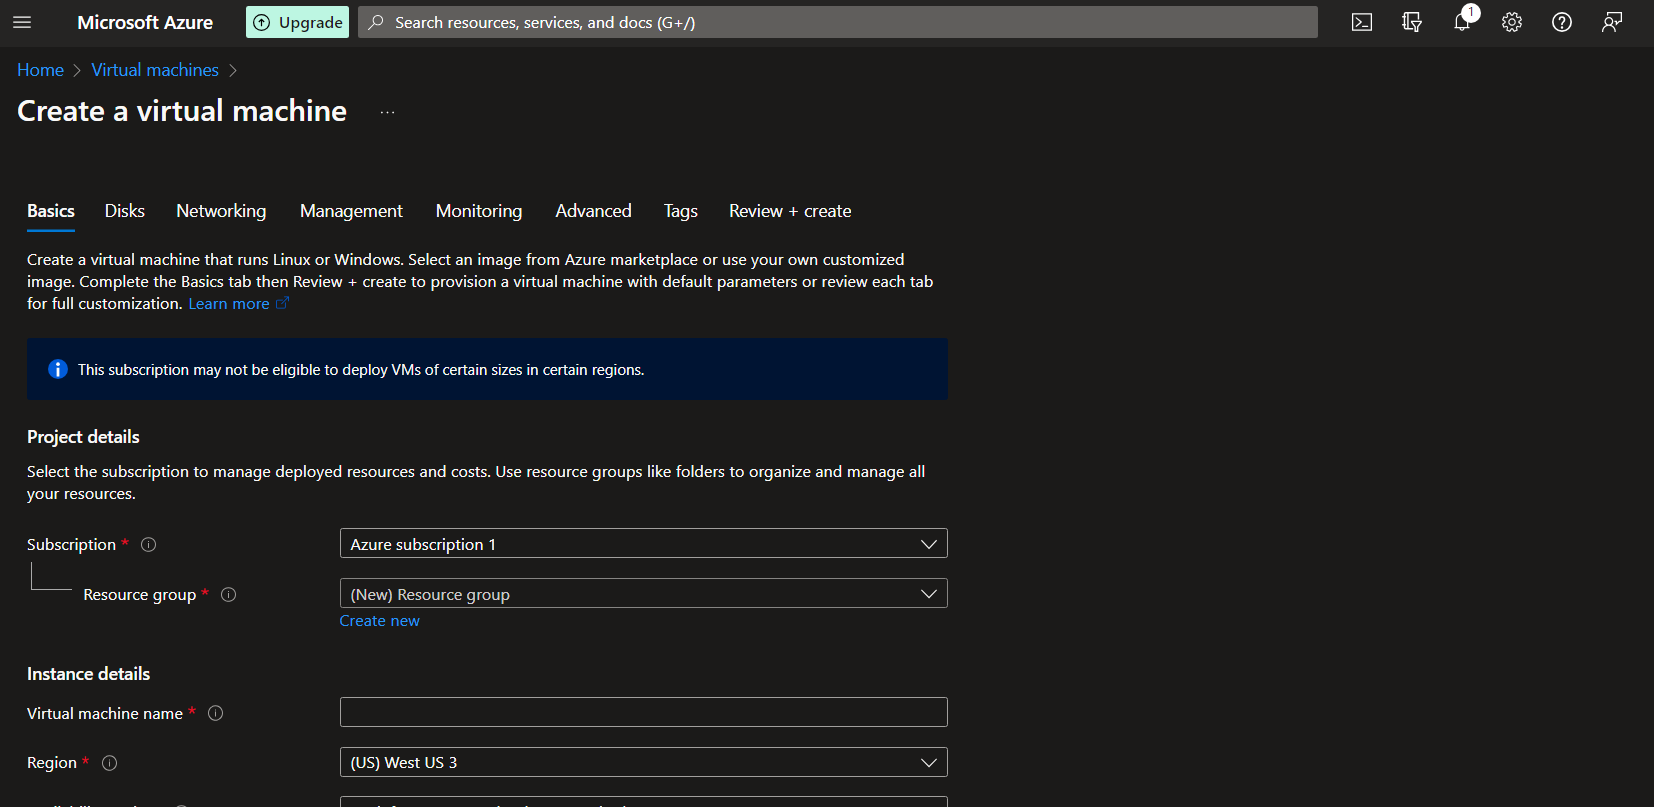 Microsoft Azure
Upgrade
Search resources, services, and docs (G+/)
1
Home > Virtual machines >
Create a virtual machine ...
Basics Disks Networking Management Monitoring Advanced Tags Review + create
Create a virtual machine that runs Linux or Windows. Select an image from Azure marketplace or use your own customized
image. Complete the Basics tab then Review + create to provision a virtual machine with default parameters or review each tab
for full customization. Learn more
This subscription may not be eligible to deploy VMs of certain sizes in certain regions.
Project details
Select the subscription to manage deployed resources and costs. Use resource groups like folders to organize and manage all
your resources.
Subscription *
Azure subscription 1
Resource group *
(New) Resource group
Create new
Instance details
Virtual machine name *
Region *
(US) West US 3